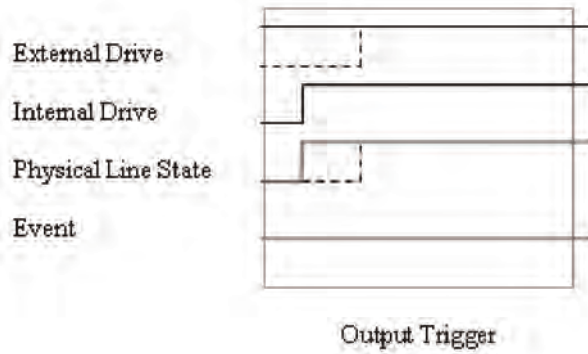 External Drive
Internal Drive
Physical Line State
Event
Output Trigger